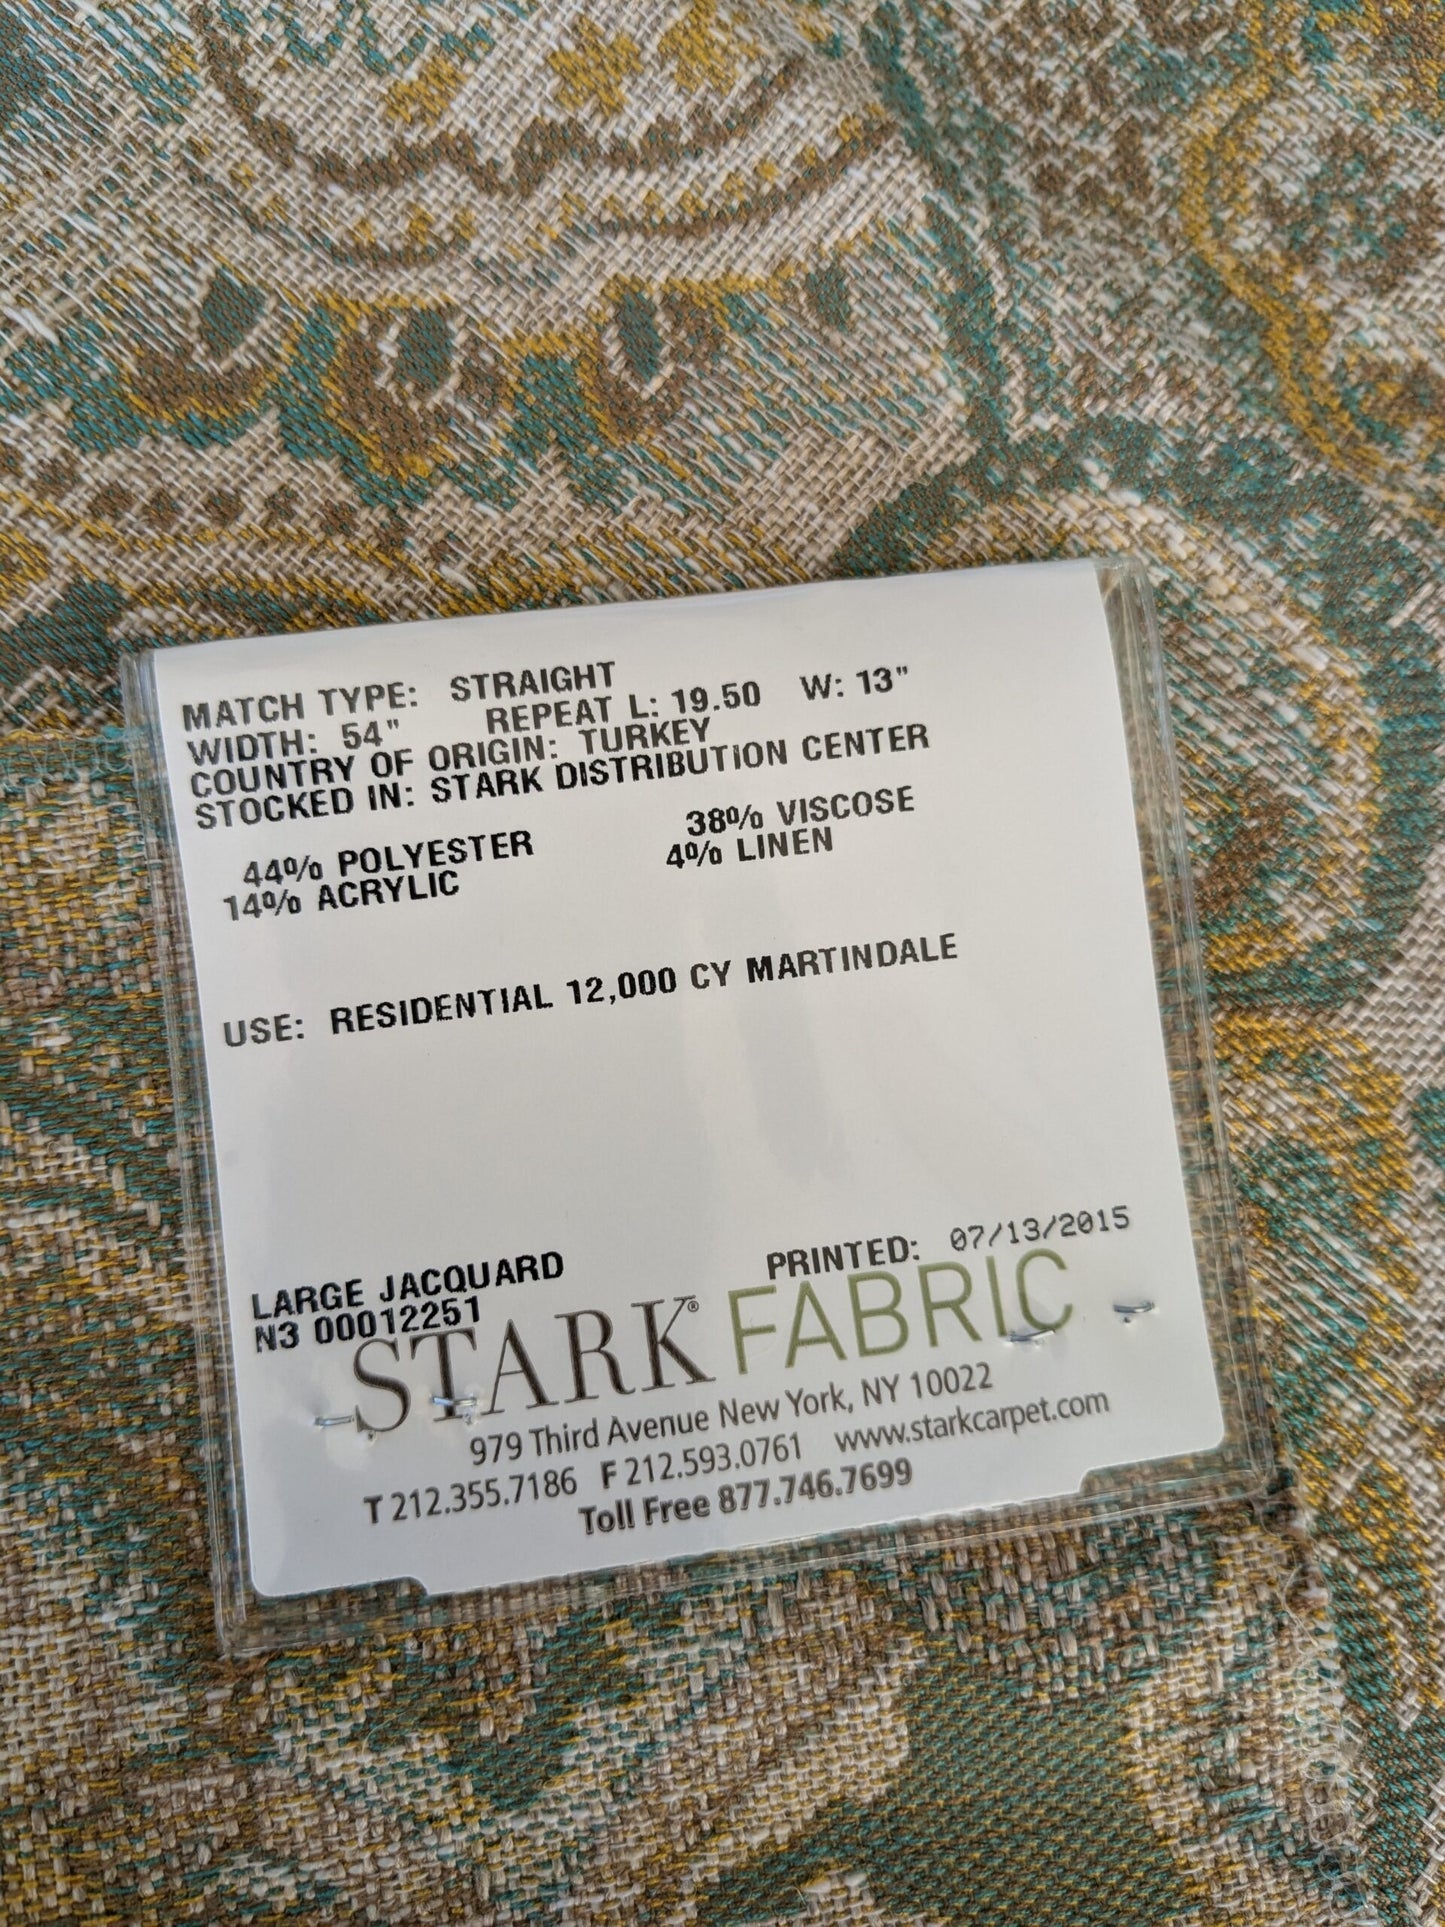 MATCH TYPE: STRAIGHT
WIDTH: 54" REPEAT L: 19.50 W: 13"
COUNTRY OF ORIGIN: TURKEY
STOCKED IN: STARK DISTRIBUTION CENTER
44% POLYESTER 38% VISCOSE
14% ACRYLIC 4% LINEN
USE: RESIDENTIAL 12,000 CY MARTINDALE
LARGE JACQUARD PRINTED: 07/13/2015
N3 00012251
STARK® FABRIC
979 Third Avenue New York, NY 10022
T 212.355.7186 F 212.593.0761 www.starkcarpet.com
Toll Free 877.746.7699